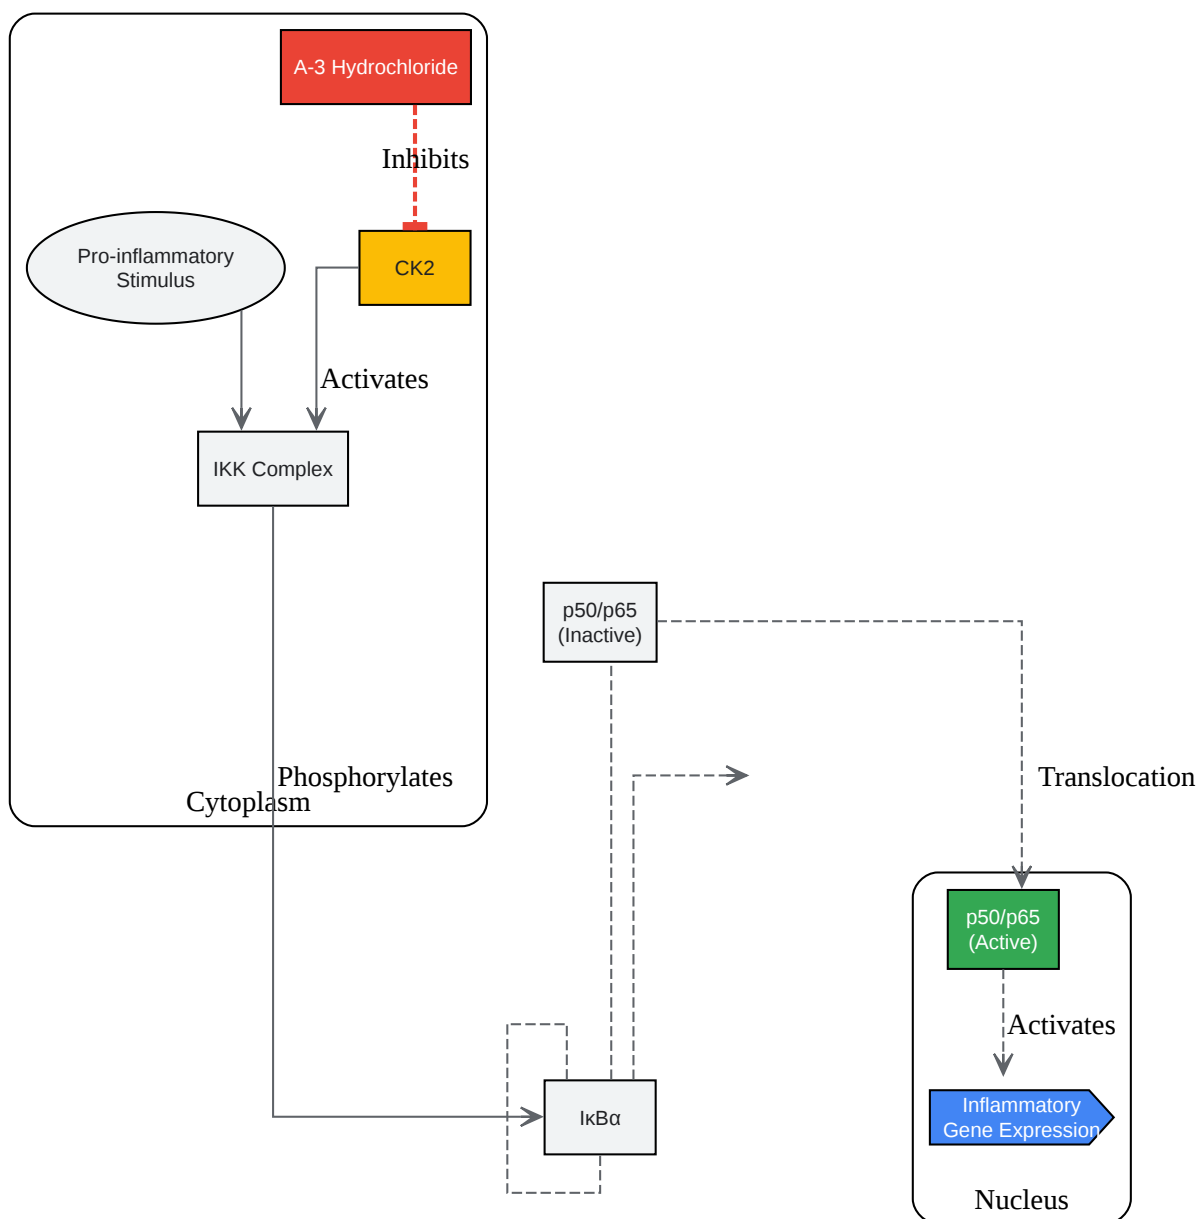 A-3 Hydrochloride
Inhibits
Pro-inflammatory
Stimulus
CK2
Activates
IKK Complex
p50/p65
(Inactive)
Phosphorylates
Cytoplasm
Translocation
p50/p65
(Active)
Activates
Inflammatory
Gene Expression
IκBα
Nucleus